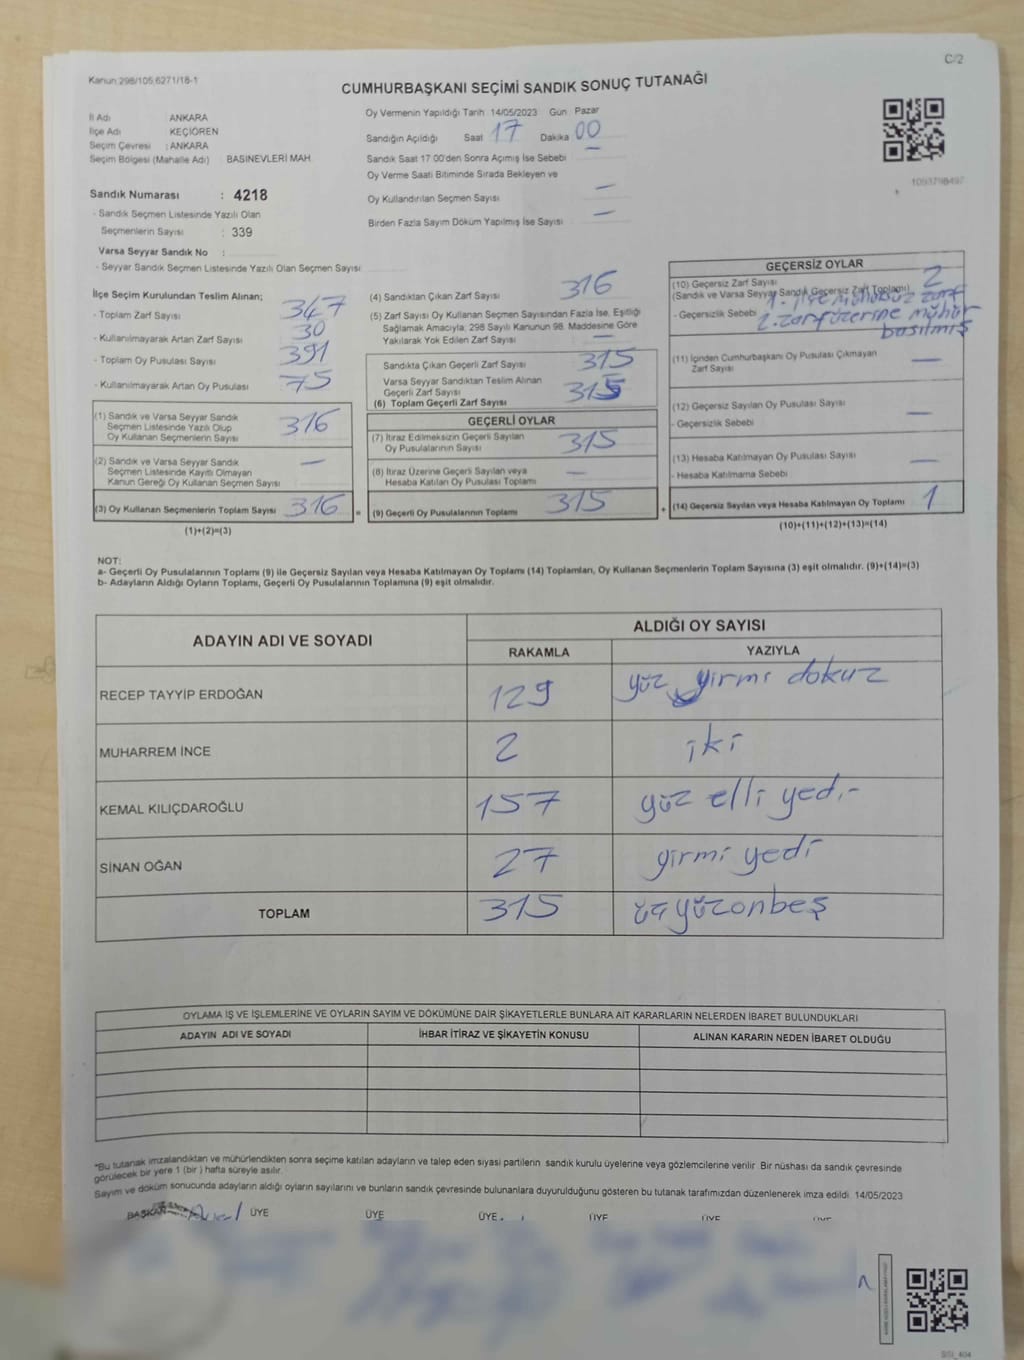 C/2
Kanun 298/105,6271/18-1
CUMHURBAŞKANI SEÇİMİ SANDIK SONUÇ TUTANAĞI
İl Adı ANKARA
İlçe Adı KEÇİÖREN
Seçim Çevresi : ANKARA
Seçim Bölgesi (Mahalle Adı) : BASINEVLERİ MAH
Sandık Numarası : 4218
- Sandık Seçmen Listesinde Yazılı Olan
Seçmenlerin Sayısı : 339
Varsa Seyyar Sandık No :
- Seyyar Sandık Seçmen Listesinde Yazılı Olan Seçmen Sayısı
Oy Vermenin Yapıldığı Tarih 14/05/2023 Gün Pazar
Sandığın Açıldığı Saat 17 Dakika 00
Sandık Saat 17:00'den Sonra Açımış İse Sebebi —
Oy Verme Saati Bitiminde Sırada Bekleyen ve
Oy Kullandırılan Seçmen Sayısı —
Birden Fazla Sayım Döküm Yapılmış İse Sayısı —
1093798497
İlçe Seçim Kurulundan Teslim Alınan;
- Toplam Zarf Sayısı 347
- Kullanılmayarak Artan Zarf Sayısı 30
- Toplam Oy Pusulası Sayısı 391
- Kullanılmayarak Artan Oy Pusulası 75
(1) Sandık ve Varsa Seyyar Sandık
Seçmen Listesinde Yazılı Olup
Oy Kullanan Seçmenlerin Sayısı 316
(2) Sandık ve Varsa Seyyar Sandık
Seçmen Listesinde Kayıtlı Olmayan
Kanun Gereği Oy Kullanan Seçmen Sayısı —
(3) Oy Kullanan Seçmenlerin Toplam Sayısı 316 =
(1)+(2)=(3)
(4) Sandıktan Çıkan Zarf Sayısı 316
(5) Zarf Sayısı Oy Kullanan Seçmen Sayısından Fazla İse, Eşitliği
Sağlamak Amacıyla, 298 Sayılı Kanunun 98. Maddesine Göre
Yakılarak Yok Edilen Zarf Sayısı —
Sandıkta Çıkan Geçerli Zarf Sayısı 315
Varsa Seyyar Sandıktan Teslim Alınan
Geçerli Zarf Sayısı
(6) Toplam Geçerli Zarf Sayısı 315
GEÇERLİ OYLAR
(7) İtiraz Edilmeksizin Geçerli Sayılan
Oy Pusulalarının Sayısı 315
(8) İtiraz Üzerine Geçerli Sayılan veya
Hesaba Katılan Oy Pusulası Toplamı —
(9) Geçerli Oy Pusulalarının Toplamı 315 +
GEÇERSİZ OYLAR
(10) Geçersiz Zarf Sayısı 2
(Sandık ve Varsa Seyyar Sandık Geçersiz Zarf Toplamı)
- Geçersizlik Sebebi 1. ilçe mühürsüz zarf
2. zarf üzerine mühür
basılmış
(11) İçinden Cumhurbaşkanı Oy Pusulası Çıkmayan
Zarf Sayısı —
(12) Geçersiz Sayılan Oy Pusulası Sayısı —
- Geçersizlik Sebebi
(13) Hesaba Katılmayan Oy Pusulası Sayısı —
- Hesaba Katılmama Sebebi
(14) Geçersiz Sayılan veya Hesaba Katılmayan Oy Toplamı 1
(10)+(11)+(12)+(13)=(14)
NOT:
a- Geçerli Oy Pusulalarının Toplamı (9) ile Geçersiz Sayılan veya Hesaba Katılmayan Oy Toplamı (14) Toplamları, Oy Kullanan Seçmenlerin Toplam Sayısına (3) eşit olmalıdır. (9)+(14)=(3)
b- Adayların Aldığı Oyların Toplamı, Geçerli Oy Pusulalarının Toplamına (9) eşit olmalıdır.
ADAYIN ADI VE SOYADI ALDIĞI OY SAYISI
RAKAMLA YAZIYLA
RECEP TAYYİP ERDOĞAN 129 yüz yirmi dokuz
MUHARREM İNCE 2 iki
KEMAL KILIÇDAROĞLU 157 yüz elli yedi
SİNAN OĞAN 27 yirmi yedi
TOPLAM 315 üçyüzonbeş
OYLAMA İŞ VE İŞLEMLERİNE VE OYLARIN SAYIM VE DÖKÜMÜNE DAİR ŞİKAYETLERLE BUNLARA AİT KARARLARIN NELERDEN İBARET BULUNDUKLARI
ADAYIN ADI VE SOYADI İHBAR İTİRAZ VE ŞİKAYETİN KONUSU ALINAN KARARIN NEDEN İBARET OLDUĞU
*Bu tutanak imzalandıktan ve mühürlendikten sonra seçime katılan adayların ve talep eden siyasi partilerin sandık kurulu üyelerine veya gözlemcilerine verilir. Bir nüshası da sandık çevresinde
görülecek bir yere 1 (bir ) hafta süreyle asılır.
Sayım ve döküm sonucunda adayların aldığı oyların sayılarını ve bunların sandık çevresinde bulunanlara duyurulduğunu gösteren bu tutanak tarafımızdan düzenlenerek imza edildi. 14/05/2023
BAŞKAN ÜYE ÜYE ÜYE ÜYE ÜYE ÜYE